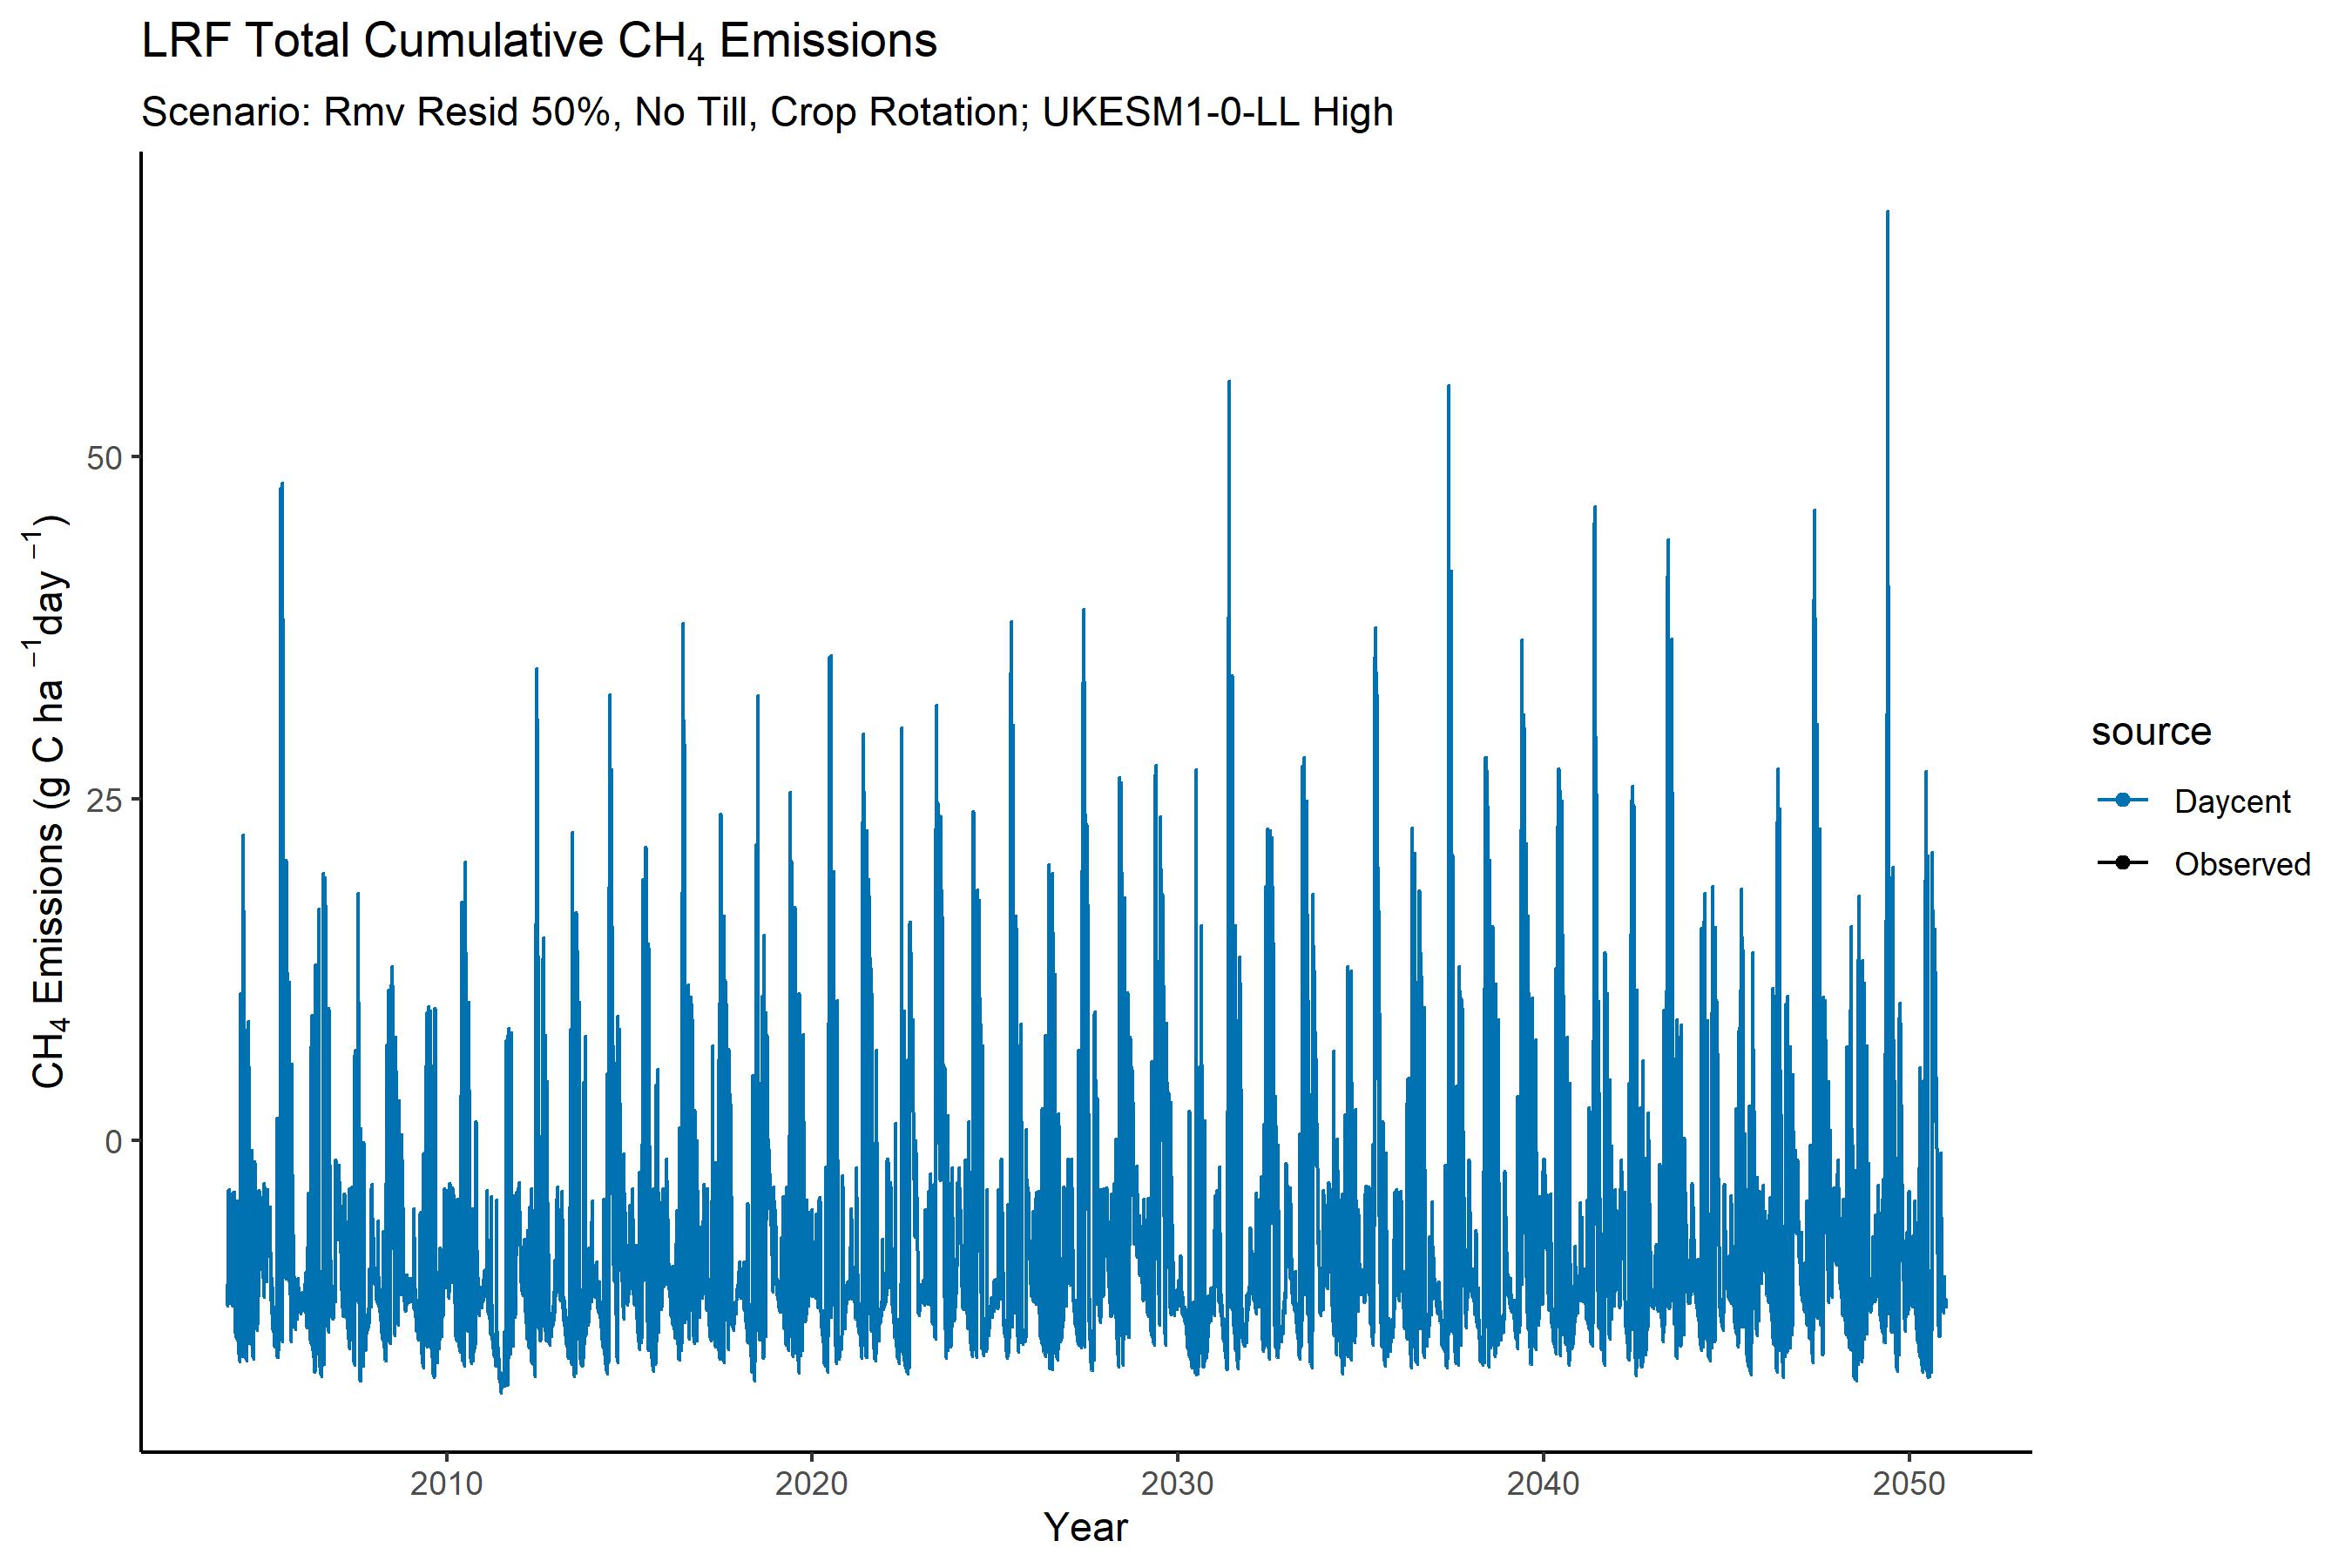 LRF Total Cumulative CH₄ Emissions
Scenario: Rmv Resid 50%, No Till, Crop Rotation; UKESM1-0-LL High
CH₄ Emissions (g C ha ⁻¹day ⁻¹)
50
25
0
2010 2020 2030 2040 2050
Year
source
Daycent
Observed